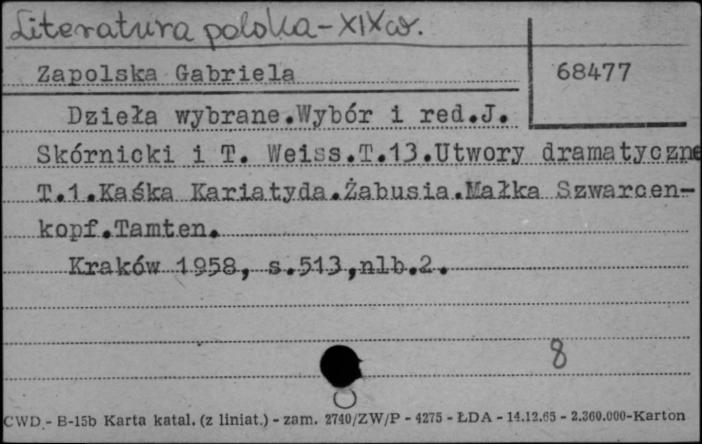 Literatura polska - XIX w.
Zapolska Gabriela
68477
Dzieła wybrane.Wybór i red.J.
Skórnicki i T. Weiss.T.13.Utwory dramatyczne
T.1.Kaśka Kariatyda.Żabusia.Małka Szwarcen-
kopf.Tamten.
Kraków 1958, s.513,nlb.2.
8
CWD - B-15b Karta katal. (z liniat.) - zam. 2740/ZW/P - 4275 - ŁDA - 14.12.65 - 2.360.000-Karton